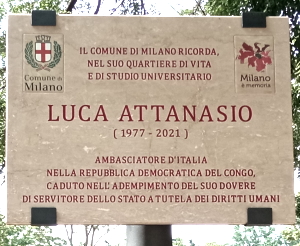 IL COMUNE DI MILANO RICORDA,
NEL SUO QUARTIERE DI VITA
E DI STUDIO UNIVERSITARIO
Comune di
Milano
Milano
è memoria
LUCA ATTANASIO
( 1977 - 2021 )
AMBASCIATORE D'ITALIA
NELLA REPUBBLICA DEMOCRATICA DEL CONGO,
CADUTO NELL'ADEMPIMENTO DEL SUO DOVERE
DI SERVITORE DELLO STATO A TUTELA DEI DIRITTI UMANI